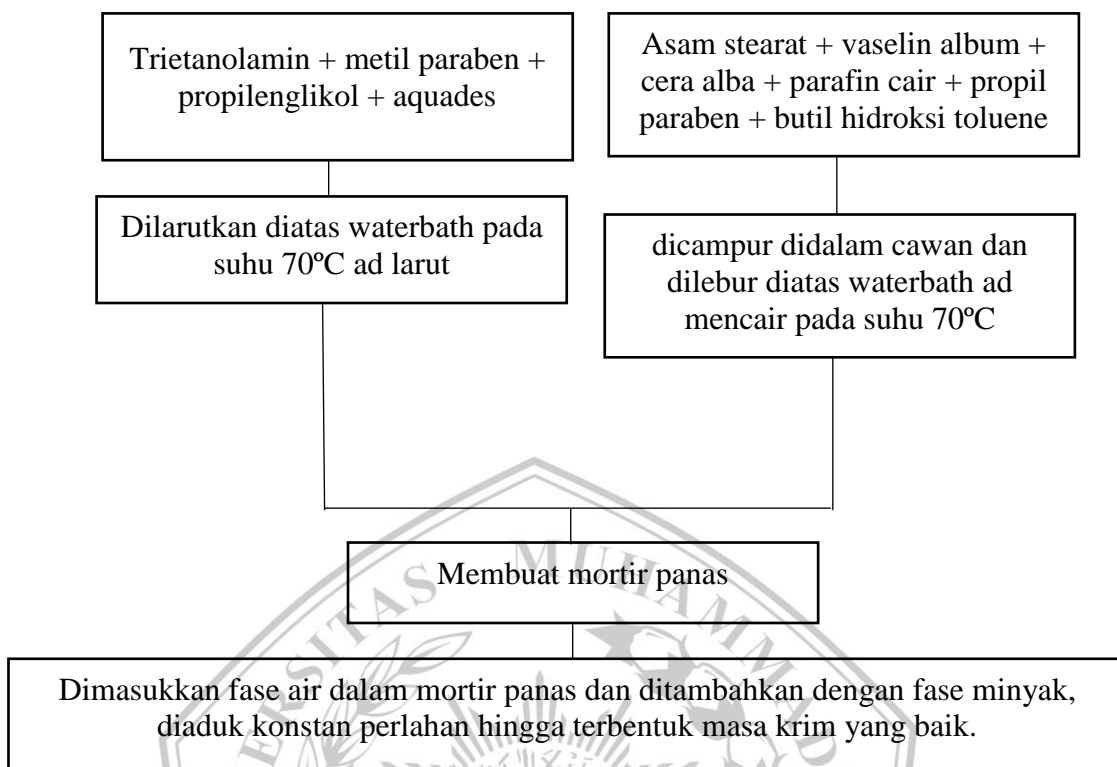 Trietanolamin + metil paraben +
propilenglikol + aquades
Asam stearat + vaselin album +
cera alba + parafin cair + propil
paraben + butil hidroksi toluene
Dilarutkan diatas waterbath pada
suhu 70ºC ad larut
dicampur didalam cawan dan
dilebur diatas waterbath ad
mencair pada suhu 70ºC
Membuat mortir panas
Dimasukkan fase air dalam mortir panas dan ditambahkan dengan fase minyak,
diaduk konstan perlahan hingga terbentuk masa krim yang baik.
ERSITAS MUHAMMAD